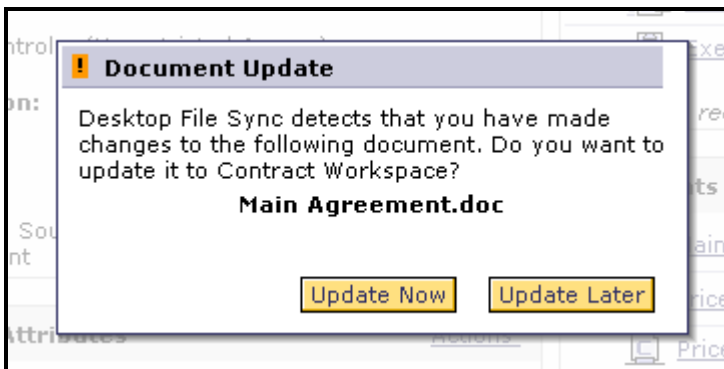 Document Update
Desktop File Sync detects that you have made
changes to the following document. Do you want to
update it to Contract Workspace?
Main Agreement.doc
Update Now Update Later
Actions
Price